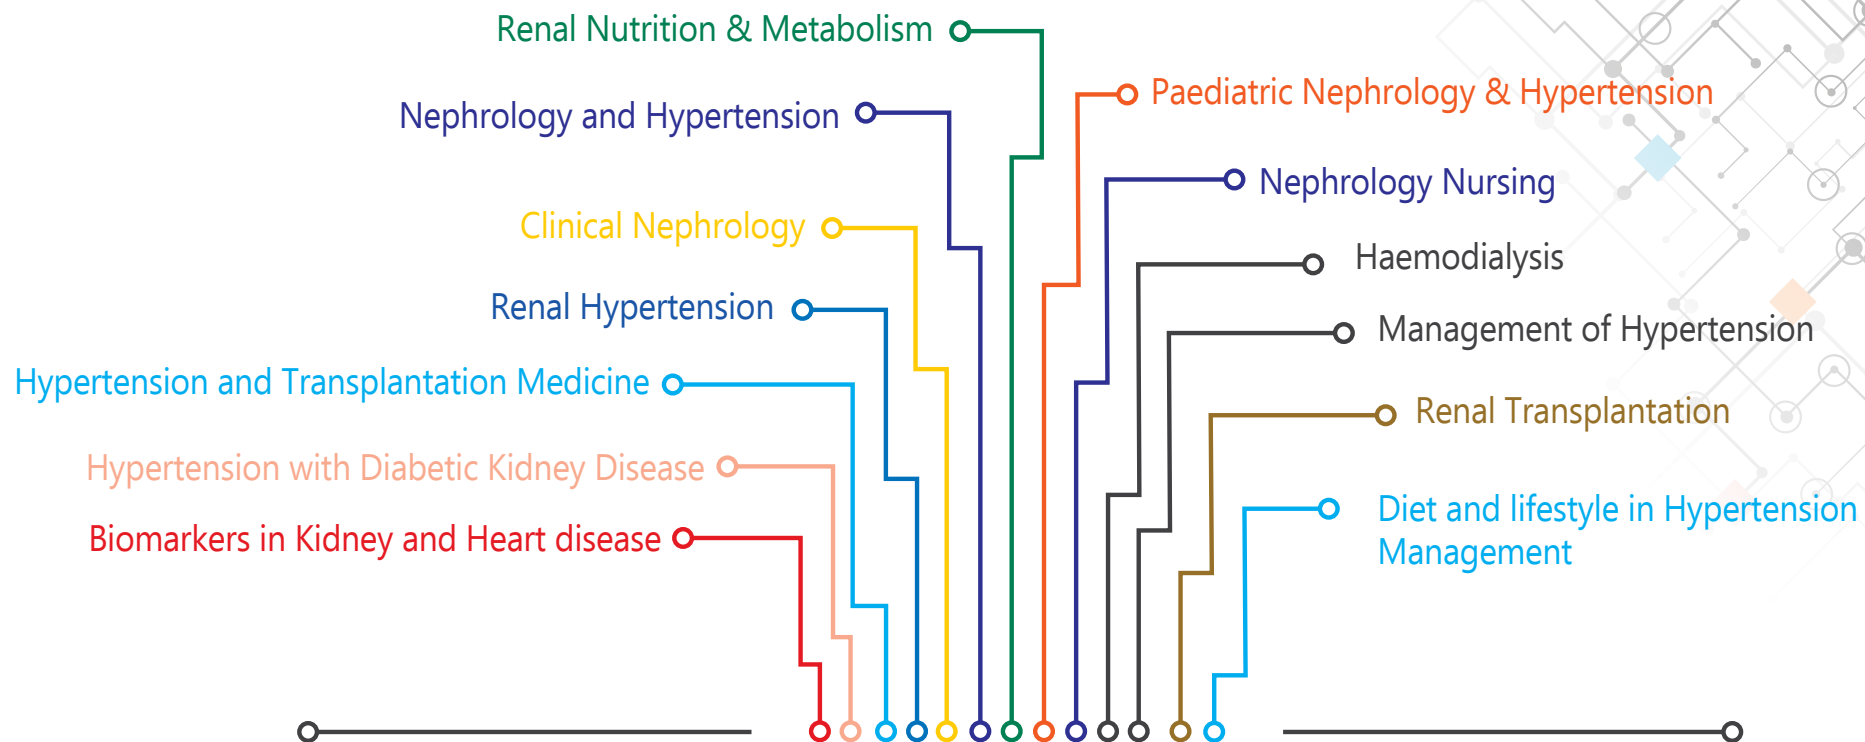 Renal Nutrition & Metabolism
Nephrology and Hypertension
Clinical Nephrology
Renal Hypertension
Hypertension and Transplantation Medicine
Hypertension with Diabetic Kidney Disease
Biomarkers in Kidney and Heart disease
Paediatric Nephrology & Hypertension
Nephrology Nursing
Haemodialysis
Management of Hypertension
Renal Transplantation
Diet and lifestyle in Hypertension
Management